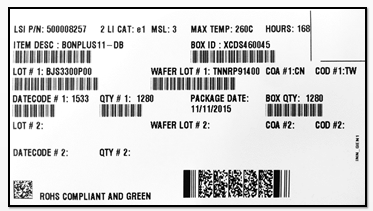 LSI P/N: 500008257 2 LI CAT: e1 MSL: 3 MAX TEMP: 260C HOURS: 168
ITEM DESC : BONPLUS11-DB BOX ID : XCDS460045
LOT # 1: BJS3300P00 WAFER LOT # 1: TNNRP91400 COA #1:CN COD #1:TW
DATECODE # 1: 1533 QTY # 1: 1280 PACKAGE DATE: BOX QTY: 1280
11/11/2015
LOT # 2: WAFER LOT # 2: COA #2: COD #2:
DATECODE # 2: QTY # 2:
ROHS COMPLIANT AND GREEN